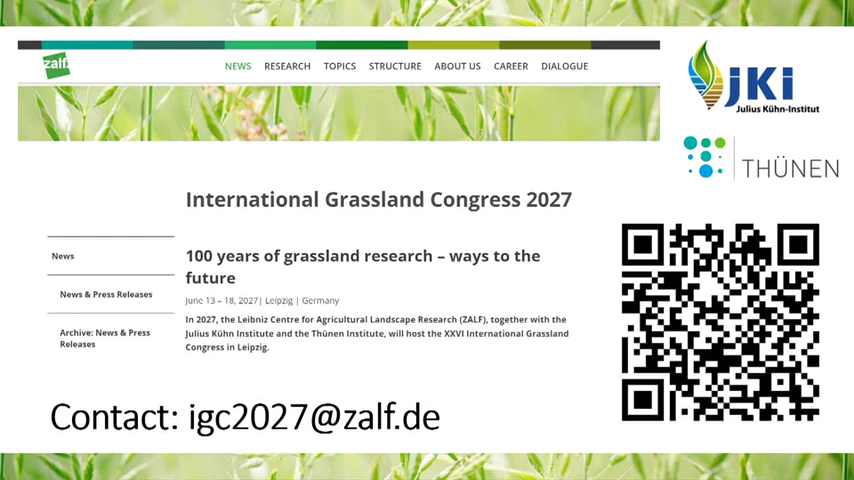 zalf.
NEWS RESEARCH TOPICS STRUCTURE ABOUT US CAREER DIALOGUE
JKi
Julius Kühn-Institut
THÜNEN
International Grassland Congress 2027
News
News & Press Releases
Archive: News & Press
Releases
100 years of grassland research – ways to the
future
June 13 – 18, 2027| Leipzig | Germany
In 2027, the Leibniz Centre for Agricultural Landscape Research (ZALF), together with the
Julius Kühn Institute and the Thünen Institute, will host the XXVI International Grassland
Congress in Leipzig.
Contact: igc2027@zalf.de